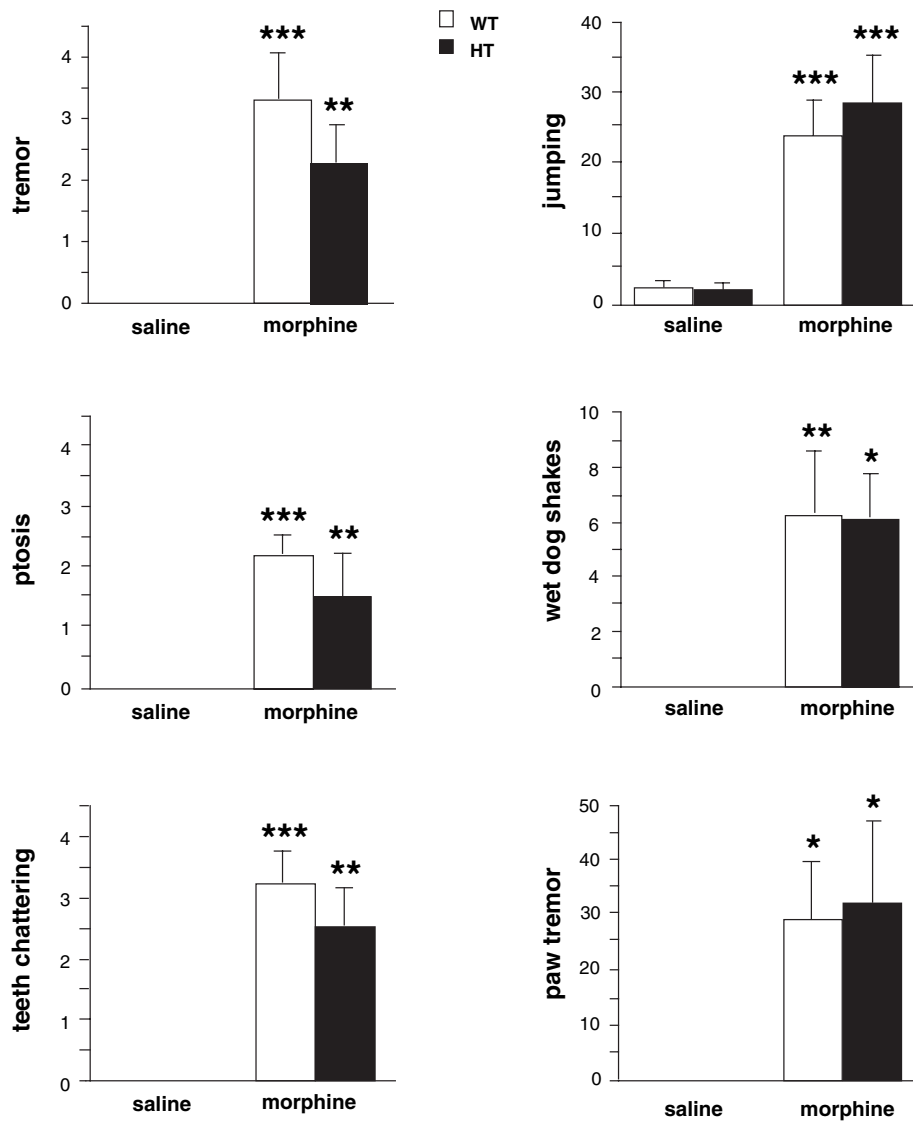 WT
HT
tremor
4
3
2
1
0
***
**
saline
morphine
jumping
40
30
20
10
0
***
***
saline
morphine
ptosis
4
3
2
1
0
***
**
saline
morphine
wet dog shakes
10
8
6
4
2
0
**
*
saline
morphine
teeth chattering
4
3
2
1
0
***
**
saline
morphine
paw tremor
50
40
30
20
10
0
*
*
saline
morphine